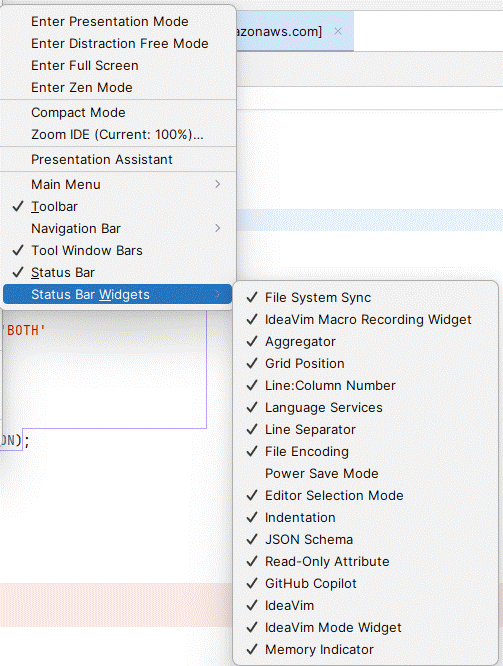 Enter Presentation Mode
Enter Distraction Free Mode
Enter Full Screen
Enter Zen Mode
Compact Mode
Zoom IDE (Current: 100%)...
Presentation Assistant
Main Menu
Toolbar
Navigation Bar
Tool Window Bars
Status Bar
Status Bar Widgets
azonaws.com]
'BOTH'
ON);
File System Sync
IdeaVim Macro Recording Widget
Aggregator
Grid Position
Line:Column Number
Language Services
Line Separator
File Encoding
Power Save Mode
Editor Selection Mode
Indentation
JSON Schema
Read-Only Attribute
GitHub Copilot
IdeaVim
IdeaVim Mode Widget
Memory Indicator